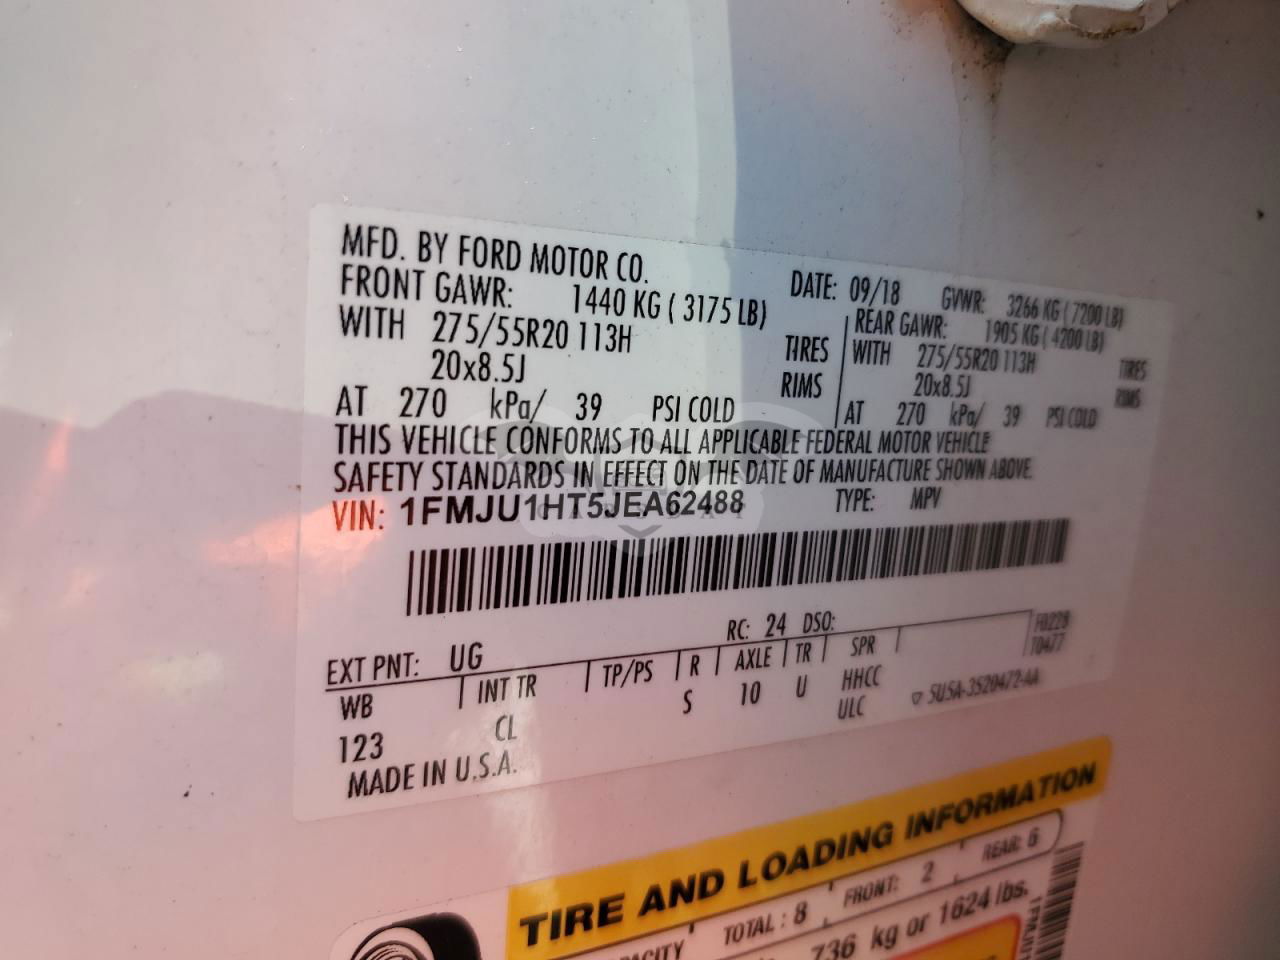 MFD. BY FORD MOTOR CO.
DATE: 09/18 GVWR: 3266 KG ( 7200 LB)
FRONT GAWR: 1440 KG ( 3175 LB) REAR GAWR: 1905 KG ( 4200 LB)
WITH 275/55R20 113H TIRES WITH 275/55R20 113H TIRES
20x8.5J RIMS 20x8.5J RIMS
AT 270 kPa/ 39 PSI COLD AT 270 kPa/ 39 PSI COLD
THIS VEHICLE CONFORMS TO ALL APPLICABLE FEDERAL MOTOR VEHICLE
SAFETY STANDARDS IN EFFECT ON THE DATE OF MANUFACTURE SHOWN ABOVE.
VIN: 1FMJU1HT5JEA62488 TYPE: MPV
EXT PNT: UG RC: 24 DSO: F0228
T0477
WB INT TR TP/PS R AXLE TR SPR
123 CL S 10 U HHCC
ULC ▽ 5U5A-3520472-AA
MADE IN U.S.A.
TIRE AND LOADING INFORMATION
TOTAL : 8 FRONT: 2 REAR: 6
736 kg or 1624 lbs.